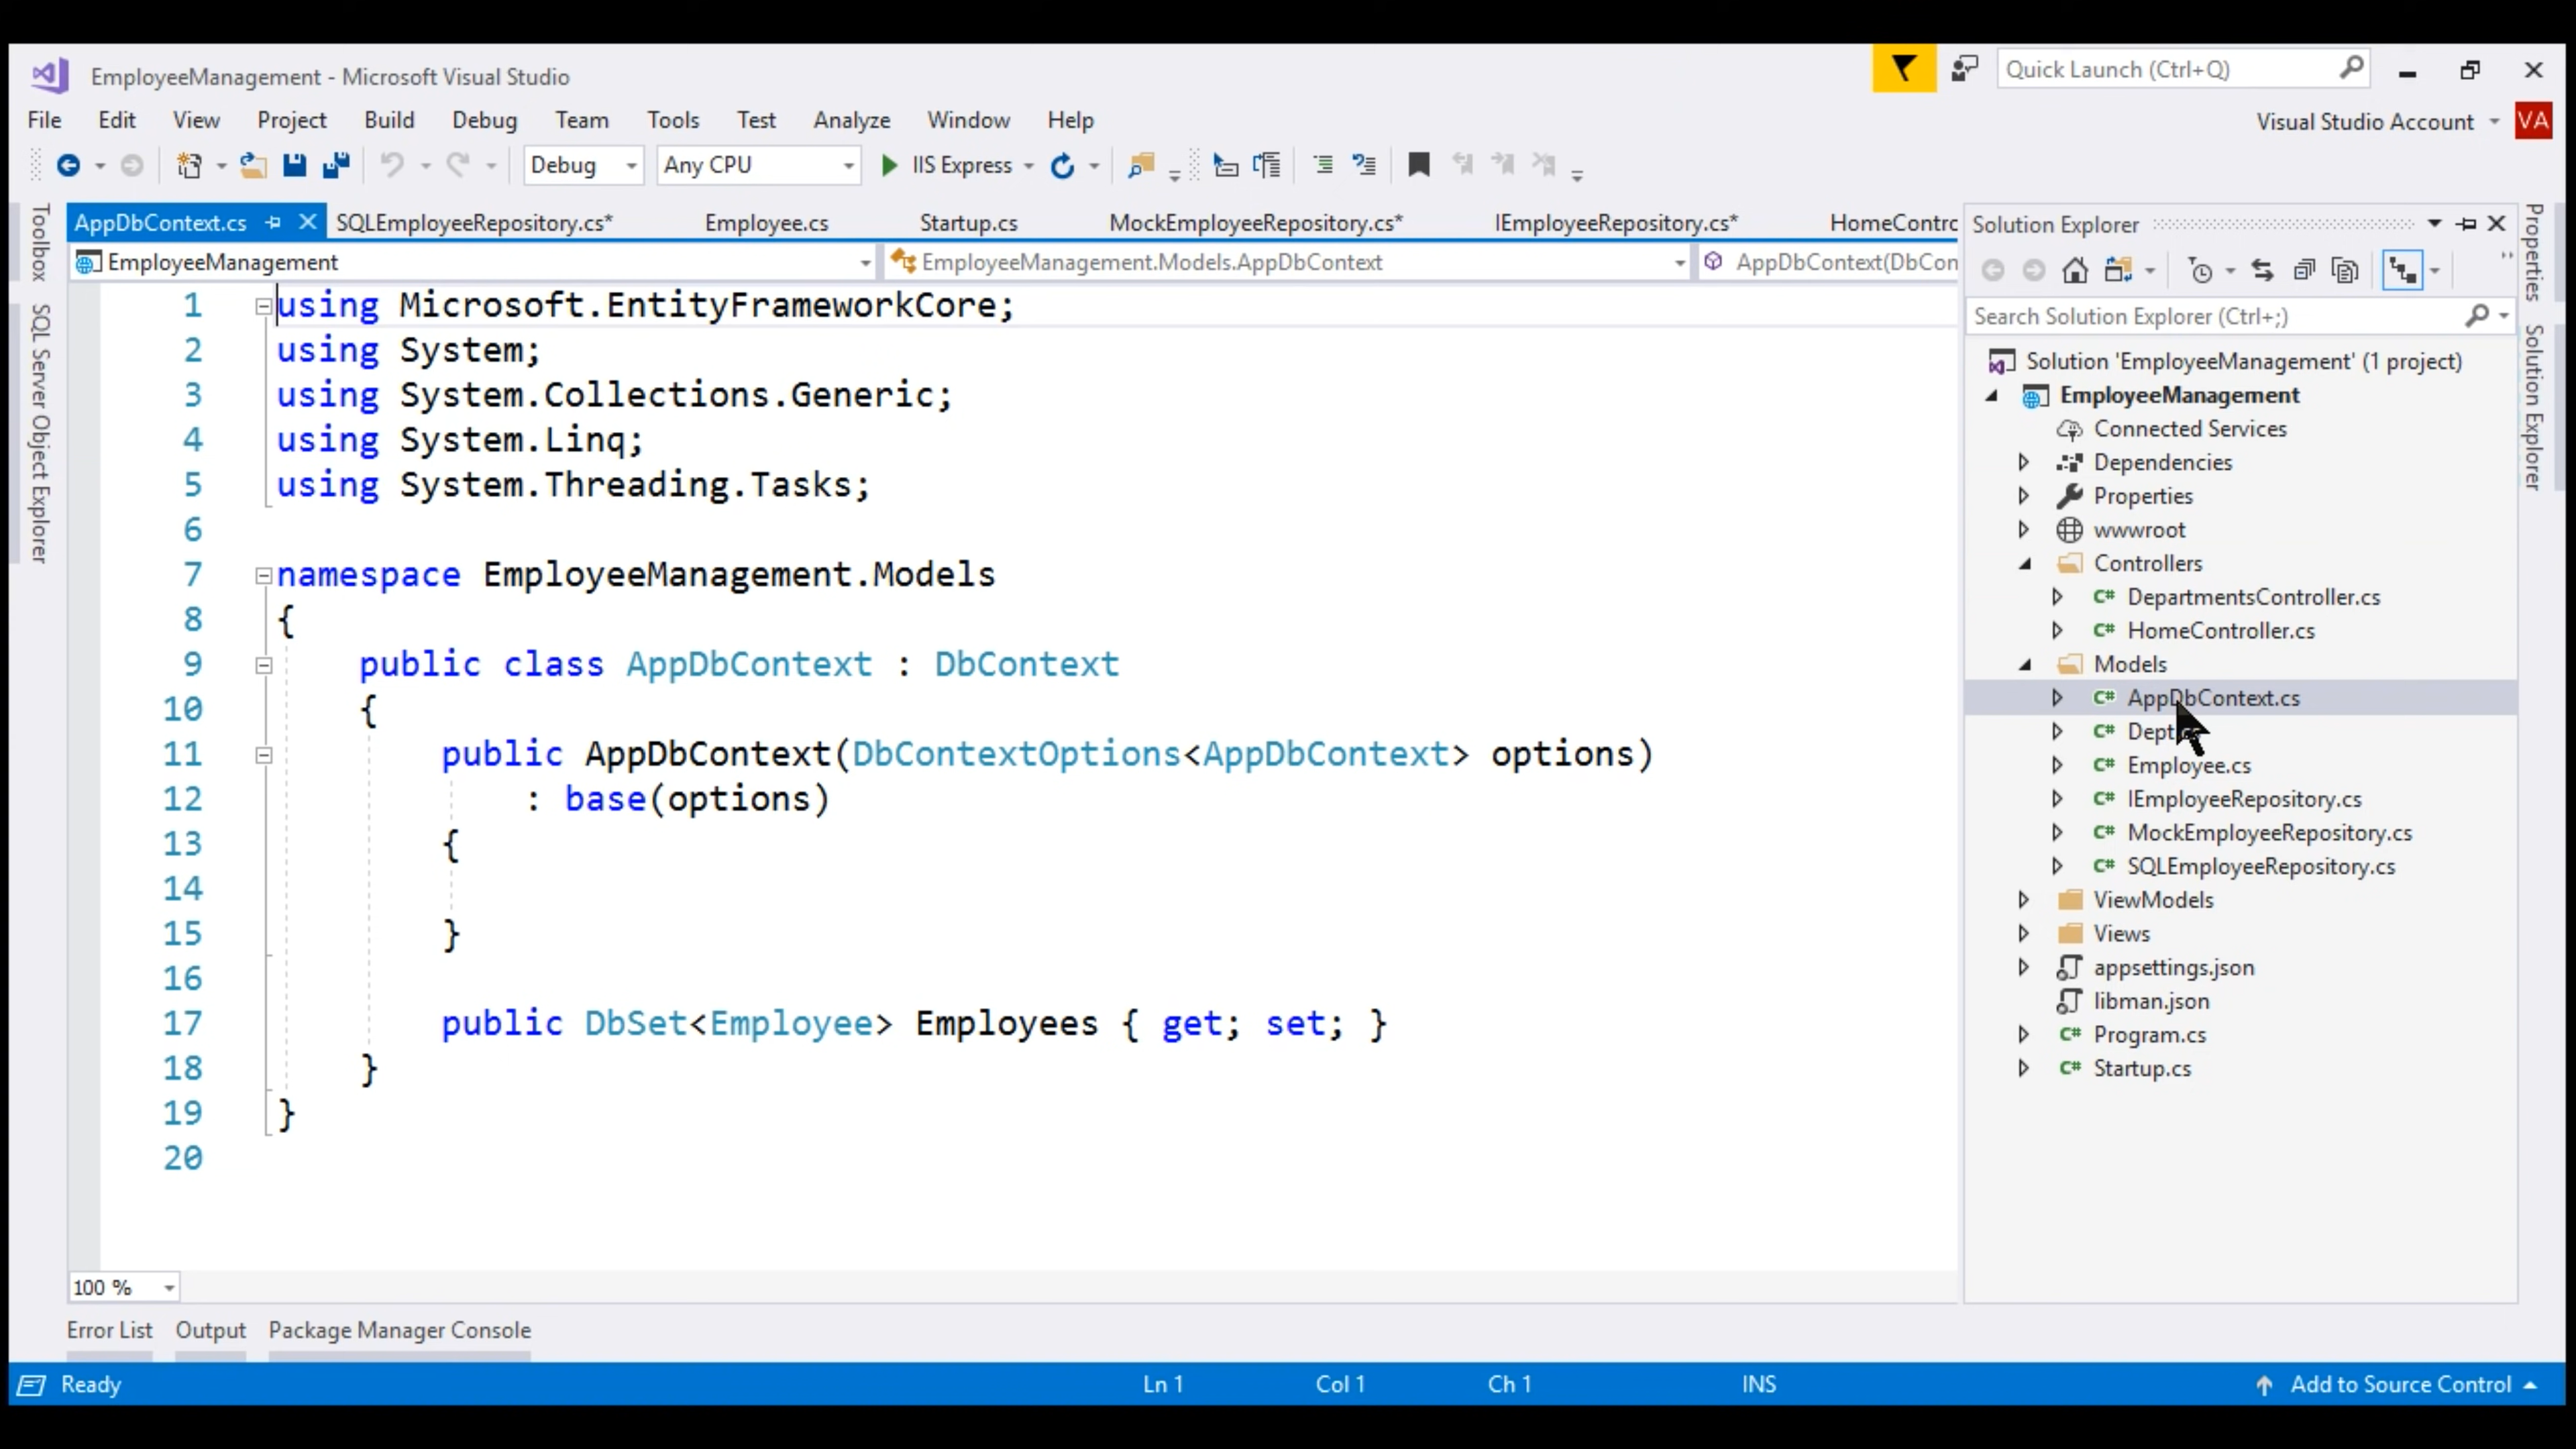 EmployeeManagement - Microsoft Visual Studio
Quick Launch (Ctrl+Q)
File Edit View Project Build Debug Team Tools Test Analyze Window Help
Visual Studio Account VA
Debug Any CPU IIS Express
Toolbox
SQL Server Object Explorer
AppDbContext.cs SQLEmployeeRepository.cs* Employee.cs Startup.cs MockEmployeeRepository.cs* IEmployeeRepository.cs* HomeContro
EmployeeManagement EmployeeManagement.Models.AppDbContext AppDbContext(DbCon
1 using Microsoft.EntityFrameworkCore;
2 using System;
3 using System.Collections.Generic;
4 using System.Linq;
5 using System.Threading.Tasks;
6
7 namespace EmployeeManagement.Models
8 {
9 public class AppDbContext : DbContext
10 {
11 public AppDbContext(DbContextOptions<AppDbContext> options)
12 : base(options)
13 {
14
15 }
16
17 public DbSet<Employee> Employees { get; set; }
18 }
19 }
20
100 %
Solution Explorer
Search Solution Explorer (Ctrl+;)
Solution 'EmployeeManagement' (1 project)
EmployeeManagement
Connected Services
Dependencies
Properties
wwwroot
Controllers
C# DepartmentsController.cs
C# HomeController.cs
Models
C# AppDbContext.cs
C# Dept.cs
C# Employee.cs
C# IEmployeeRepository.cs
C# MockEmployeeRepository.cs
C# SQLEmployeeRepository.cs
ViewModels
Views
appsettings.json
libman.json
C# Program.cs
C# Startup.cs
Properties
Solution Explorer
Error List Output Package Manager Console
Ready Ln 1 Col 1 Ch 1 INS Add to Source Control